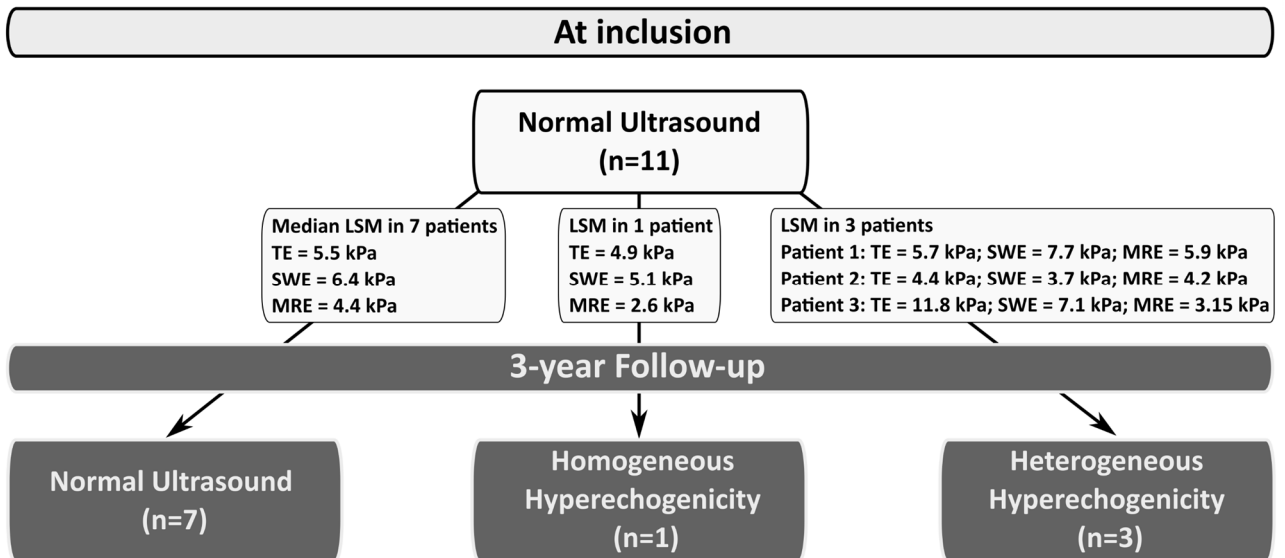 At inclusion
Normal Ultrasound
(n=11)
Median LSM in 7 patients
TE = 5.5 kPa
SWE = 6.4 kPa
MRE = 4.4 kPa
LSM in 1 patient
TE = 4.9 kPa
SWE = 5.1 kPa
MRE = 2.6 kPa
LSM in 3 patients
Patient 1: TE = 5.7 kPa; SWE = 7.7 kPa; MRE = 5.9 kPa
Patient 2: TE = 4.4 kPa; SWE = 3.7 kPa; MRE = 4.2 kPa
Patient 3: TE = 11.8 kPa; SWE = 7.1 kPa; MRE = 3.15 kPa
3-year Follow-up
Normal Ultrasound
(n=7)
Homogeneous
Hyperechogenicity
(n=1)
Heterogeneous
Hyperechogenicity
(n=3)